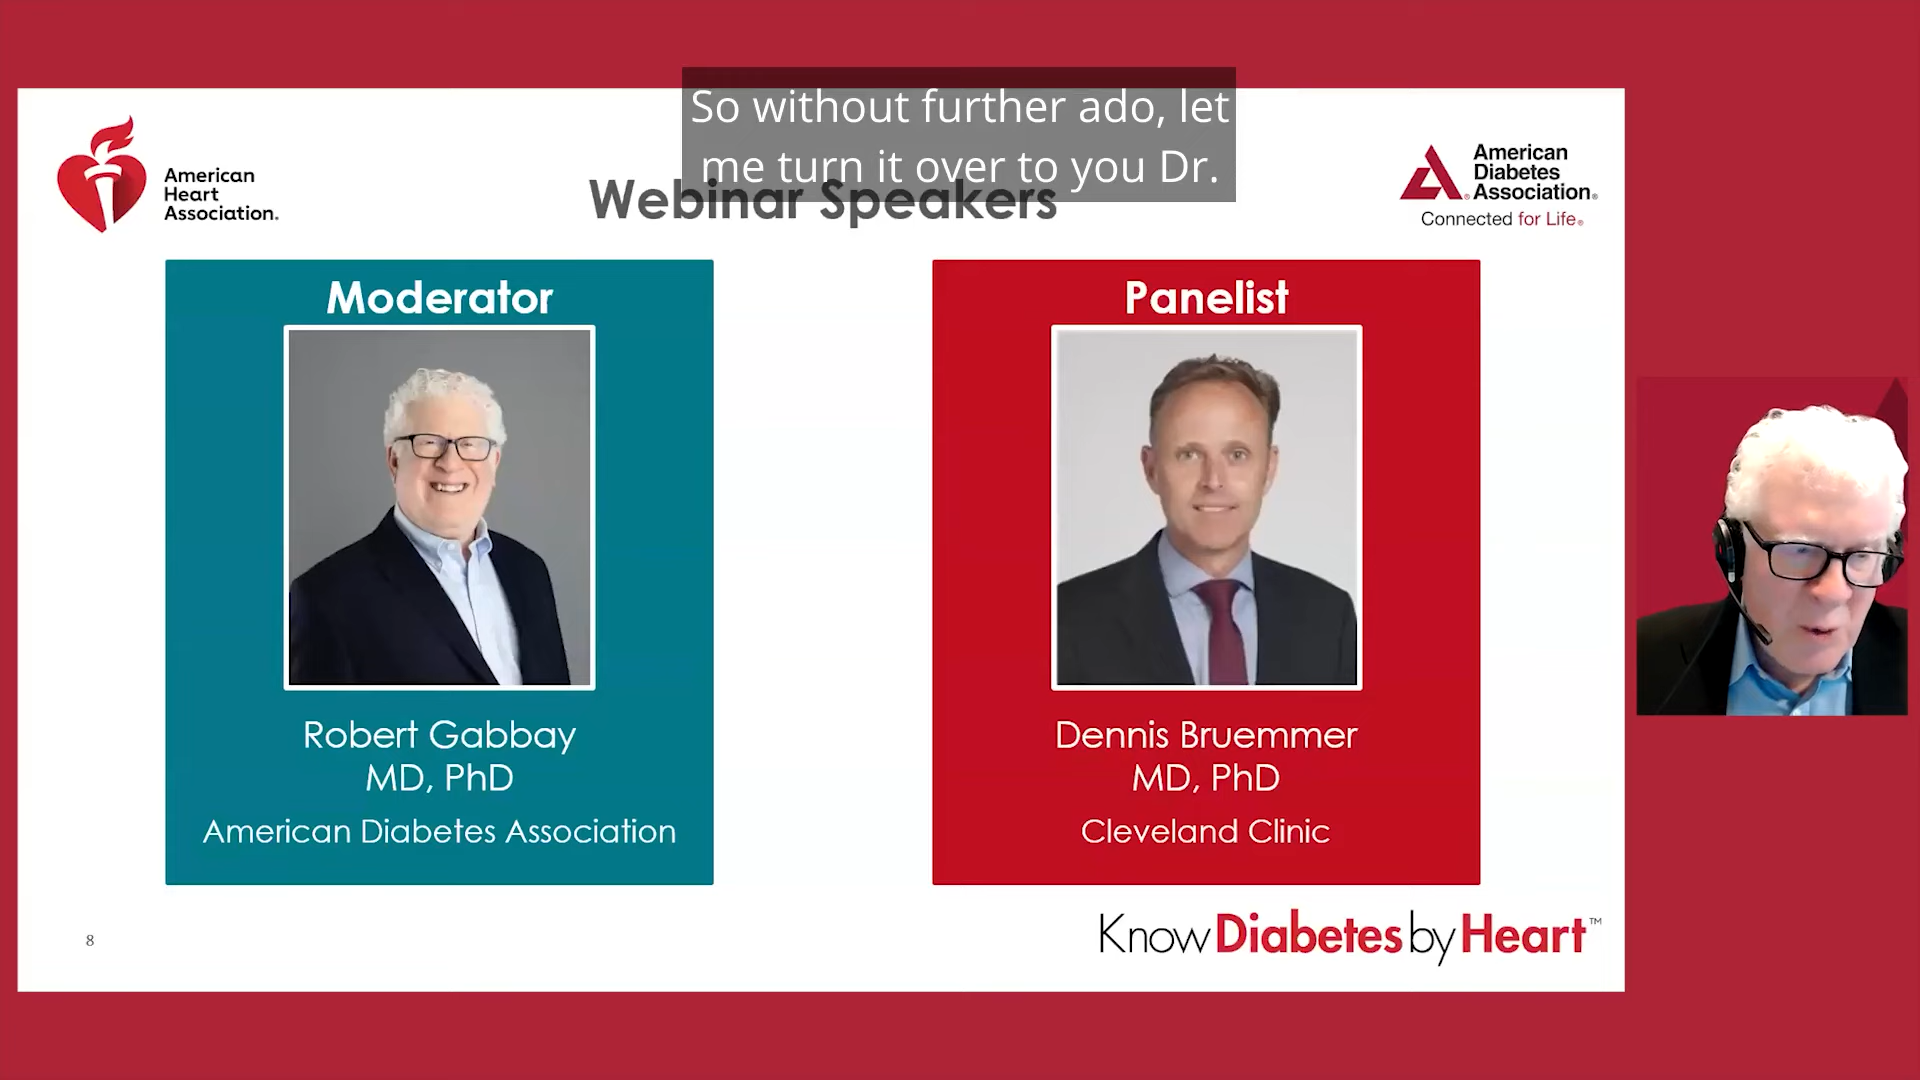 So without further ado, let
me turn it over to you Dr.
American
Heart
Association®
Webinar Speakers
American
Diabetes
Association®
Connected for Life®
Moderator
Robert Gabbay
MD, PhD
American Diabetes Association
Panelist
Dennis Bruemmer
MD, PhD
Cleveland Clinic
8
Know Diabetes by Heart™